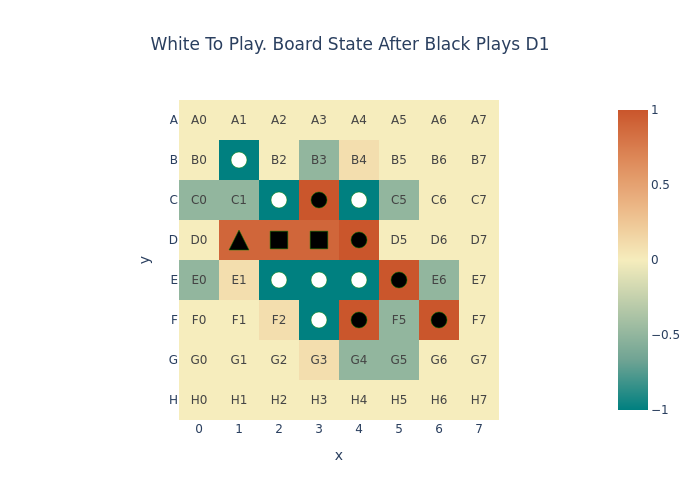 White To Play. Board State After Black Plays D1
A A0 A1 A2 A3 A4 A5 A6 A7
B B0 B2 B3 B4 B5 B6 B7
C C0 C1 C5 C6 C7
D D0 D5 D6 D7
E E0 E1 E6 E7
F F0 F1 F2 F5 F7
G G0 G1 G2 G3 G4 G5 G6 G7
H H0 H1 H2 H3 H4 H5 H6 H7
0 1 2 3 4 5 6 7
x
y
1
0.5
0
−0.5
−1